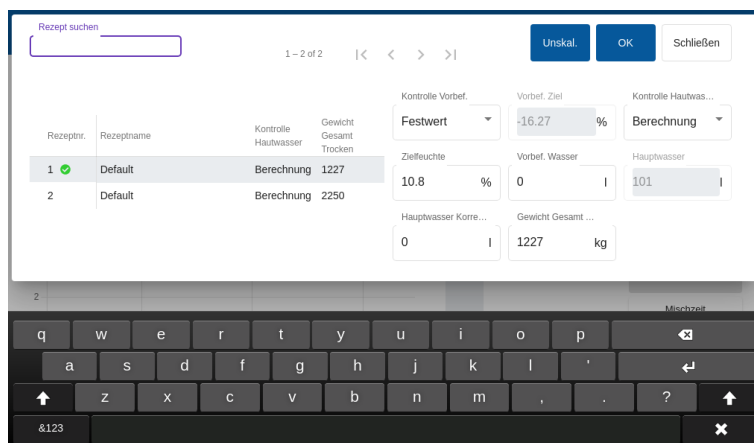 Rezept suchen
1 – 2 of 2
Unskal.
OK
Schließen
Rezeptnr.
Rezeptname
Kontrolle
Hautwasser
Gewicht
Gesamt
Trocken
1 Default Berechnung 1227
2 Default Berechnung 2250
Kontrolle Vorbef.
Festwert
Vorbef. Ziel
-16.27 %
Kontrolle Hautwas…
Berechnung
Zielfeuchte
10.8 %
Vorbef. Wasser
0 l
Hauptwasser
101 l
Hauptwasser Korre…
0 l
Gewicht Gesamt …
1227 kg
2
Mischzeit
q w e r t y u i o p
a s d f g h j k l '
z x c v b n m , . ?
&123